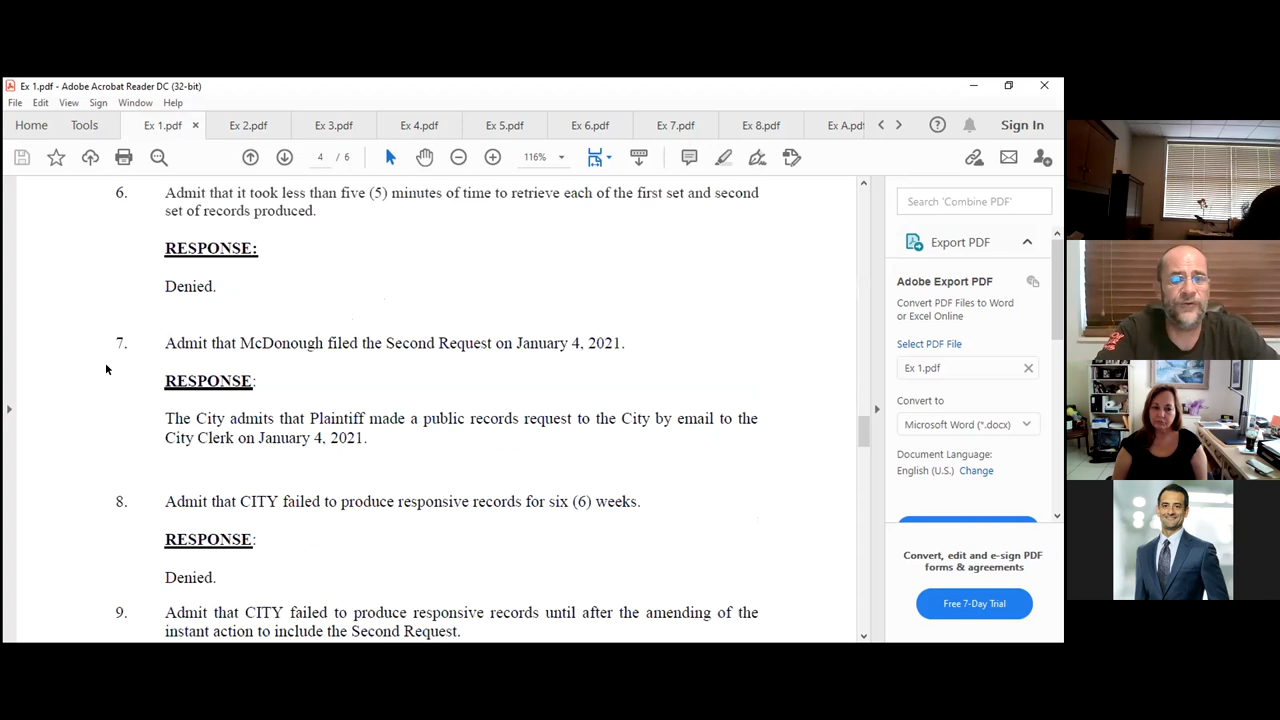 Ex 1.pdf - Adobe Acrobat Reader DC (32-bit)
File Edit View Sign Window Help
Home Tools Ex 1.pdf × Ex 2.pdf Ex 3.pdf Ex 4.pdf Ex 5.pdf Ex 6.pdf Ex 7.pdf Ex 8.pdf Ex A.pdf Sign In
4 / 6 116%
6. Admit that it took less than five (5) minutes of time to retrieve each of the first set and second
set of records produced.
RESPONSE:
Denied.
7. Admit that McDonough filed the Second Request on January 4, 2021.
RESPONSE:
The City admits that Plaintiff made a public records request to the City by email to the
City Clerk on January 4, 2021.
8. Admit that CITY failed to produce responsive records for six (6) weeks.
RESPONSE:
Denied.
9. Admit that CITY failed to produce responsive records until after the amending of the
instant action to include the Second Request.
Search 'Combine PDF'
Export PDF
Adobe Export PDF
Convert PDF Files to Word
or Excel Online
Select PDF File
Ex 1.pdf
Convert to
Microsoft Word (*.docx)
Document Language:
English (U.S.) Change
Convert, edit and e-sign PDF
forms & agreements
Free 7-Day Trial